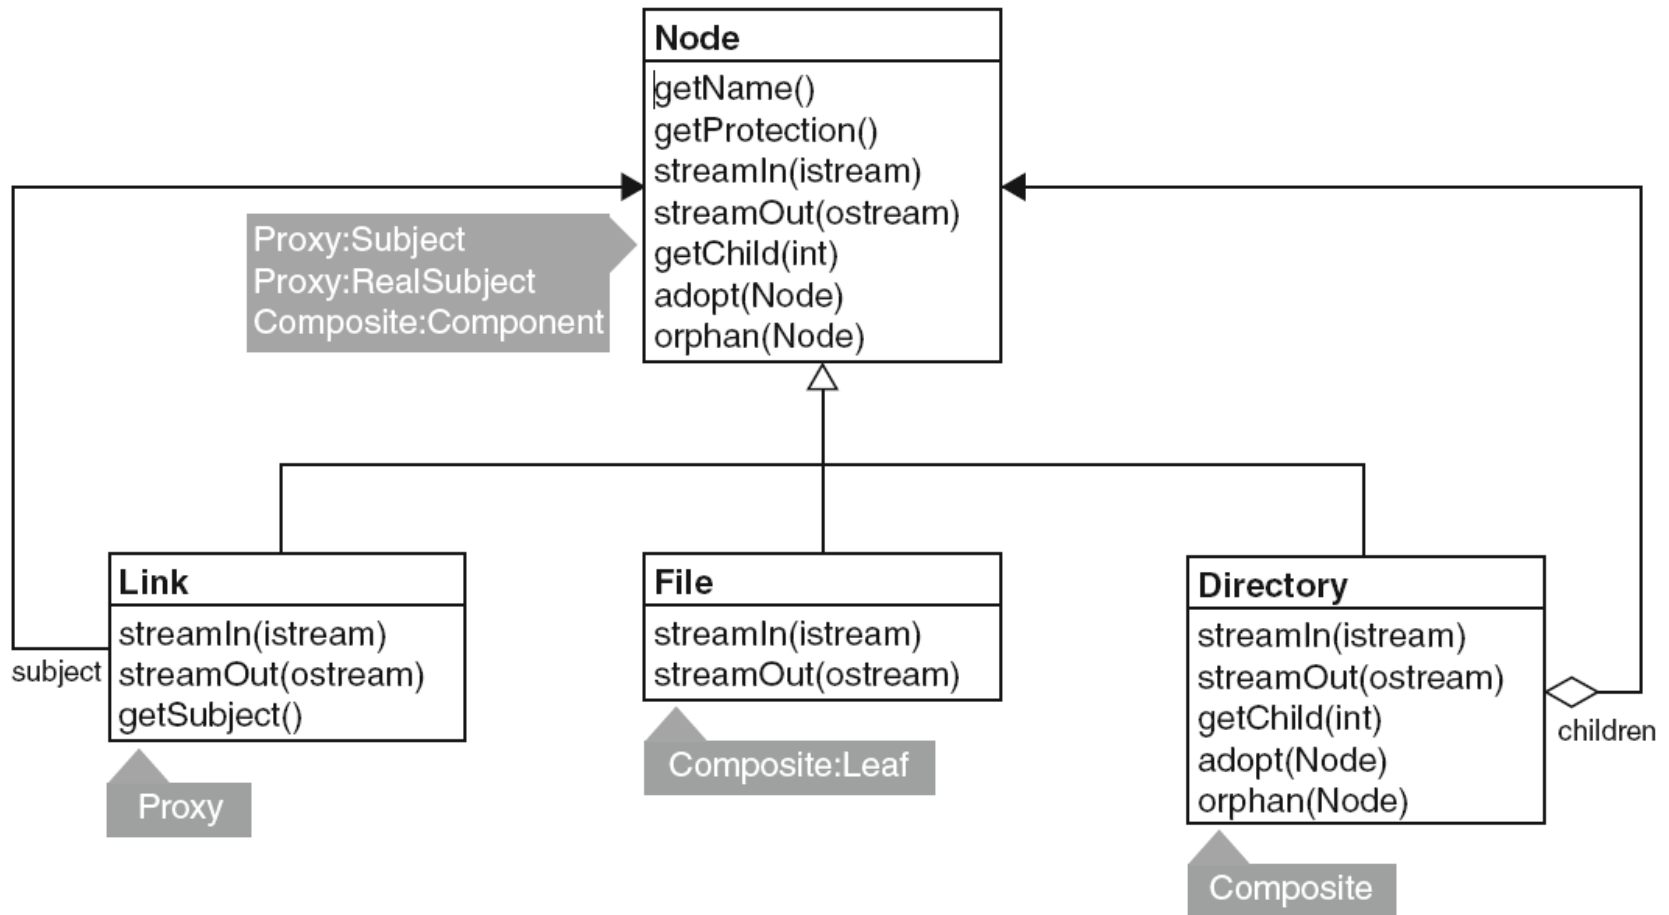 Node
getName()
getProtection()
streamIn(istream)
streamOut(ostream)
getChild(int)
adopt(Node)
orphan(Node)
Proxy:Subject
Proxy:RealSubject
Composite:Component
subject
Link
streamIn(istream)
streamOut(ostream)
getSubject()
Proxy
File
streamIn(istream)
streamOut(ostream)
Composite:Leaf
Directory
streamIn(istream)
streamOut(ostream)
getChild(int)
adopt(Node)
orphan(Node)
children
Composite